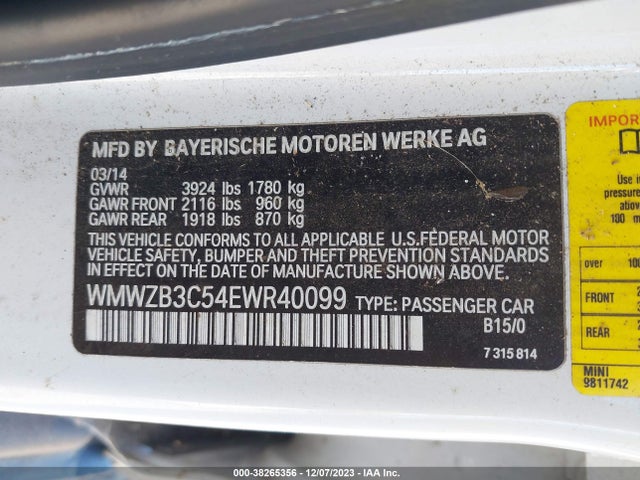 MFD BY BAYERISCHE MOTOREN WERKE AG
03/14
GVWR 3924 lbs 1780 kg
GAWR FRONT 2116 lbs 960 kg
GAWR REAR 1918 lbs 870 kg
THIS VEHICLE CONFORMS TO ALL APPLICABLE U.S.FEDERAL MOTOR
VEHICLE SAFETY, BUMPER, AND THEFT PREVENTION STANDARDS
IN EFFECT ON THE DATE OF MANUFACTURE SHOWN ABOVE.
WMWZB3C54EWR40099 TYPE: PASSENGER CAR
B15/0
7 315 814
Use in
pressure
above
100 m
over 100
FRONT
REAR
MINI
9811742
000-38265356 - 12/07/2023 - IAA Inc.